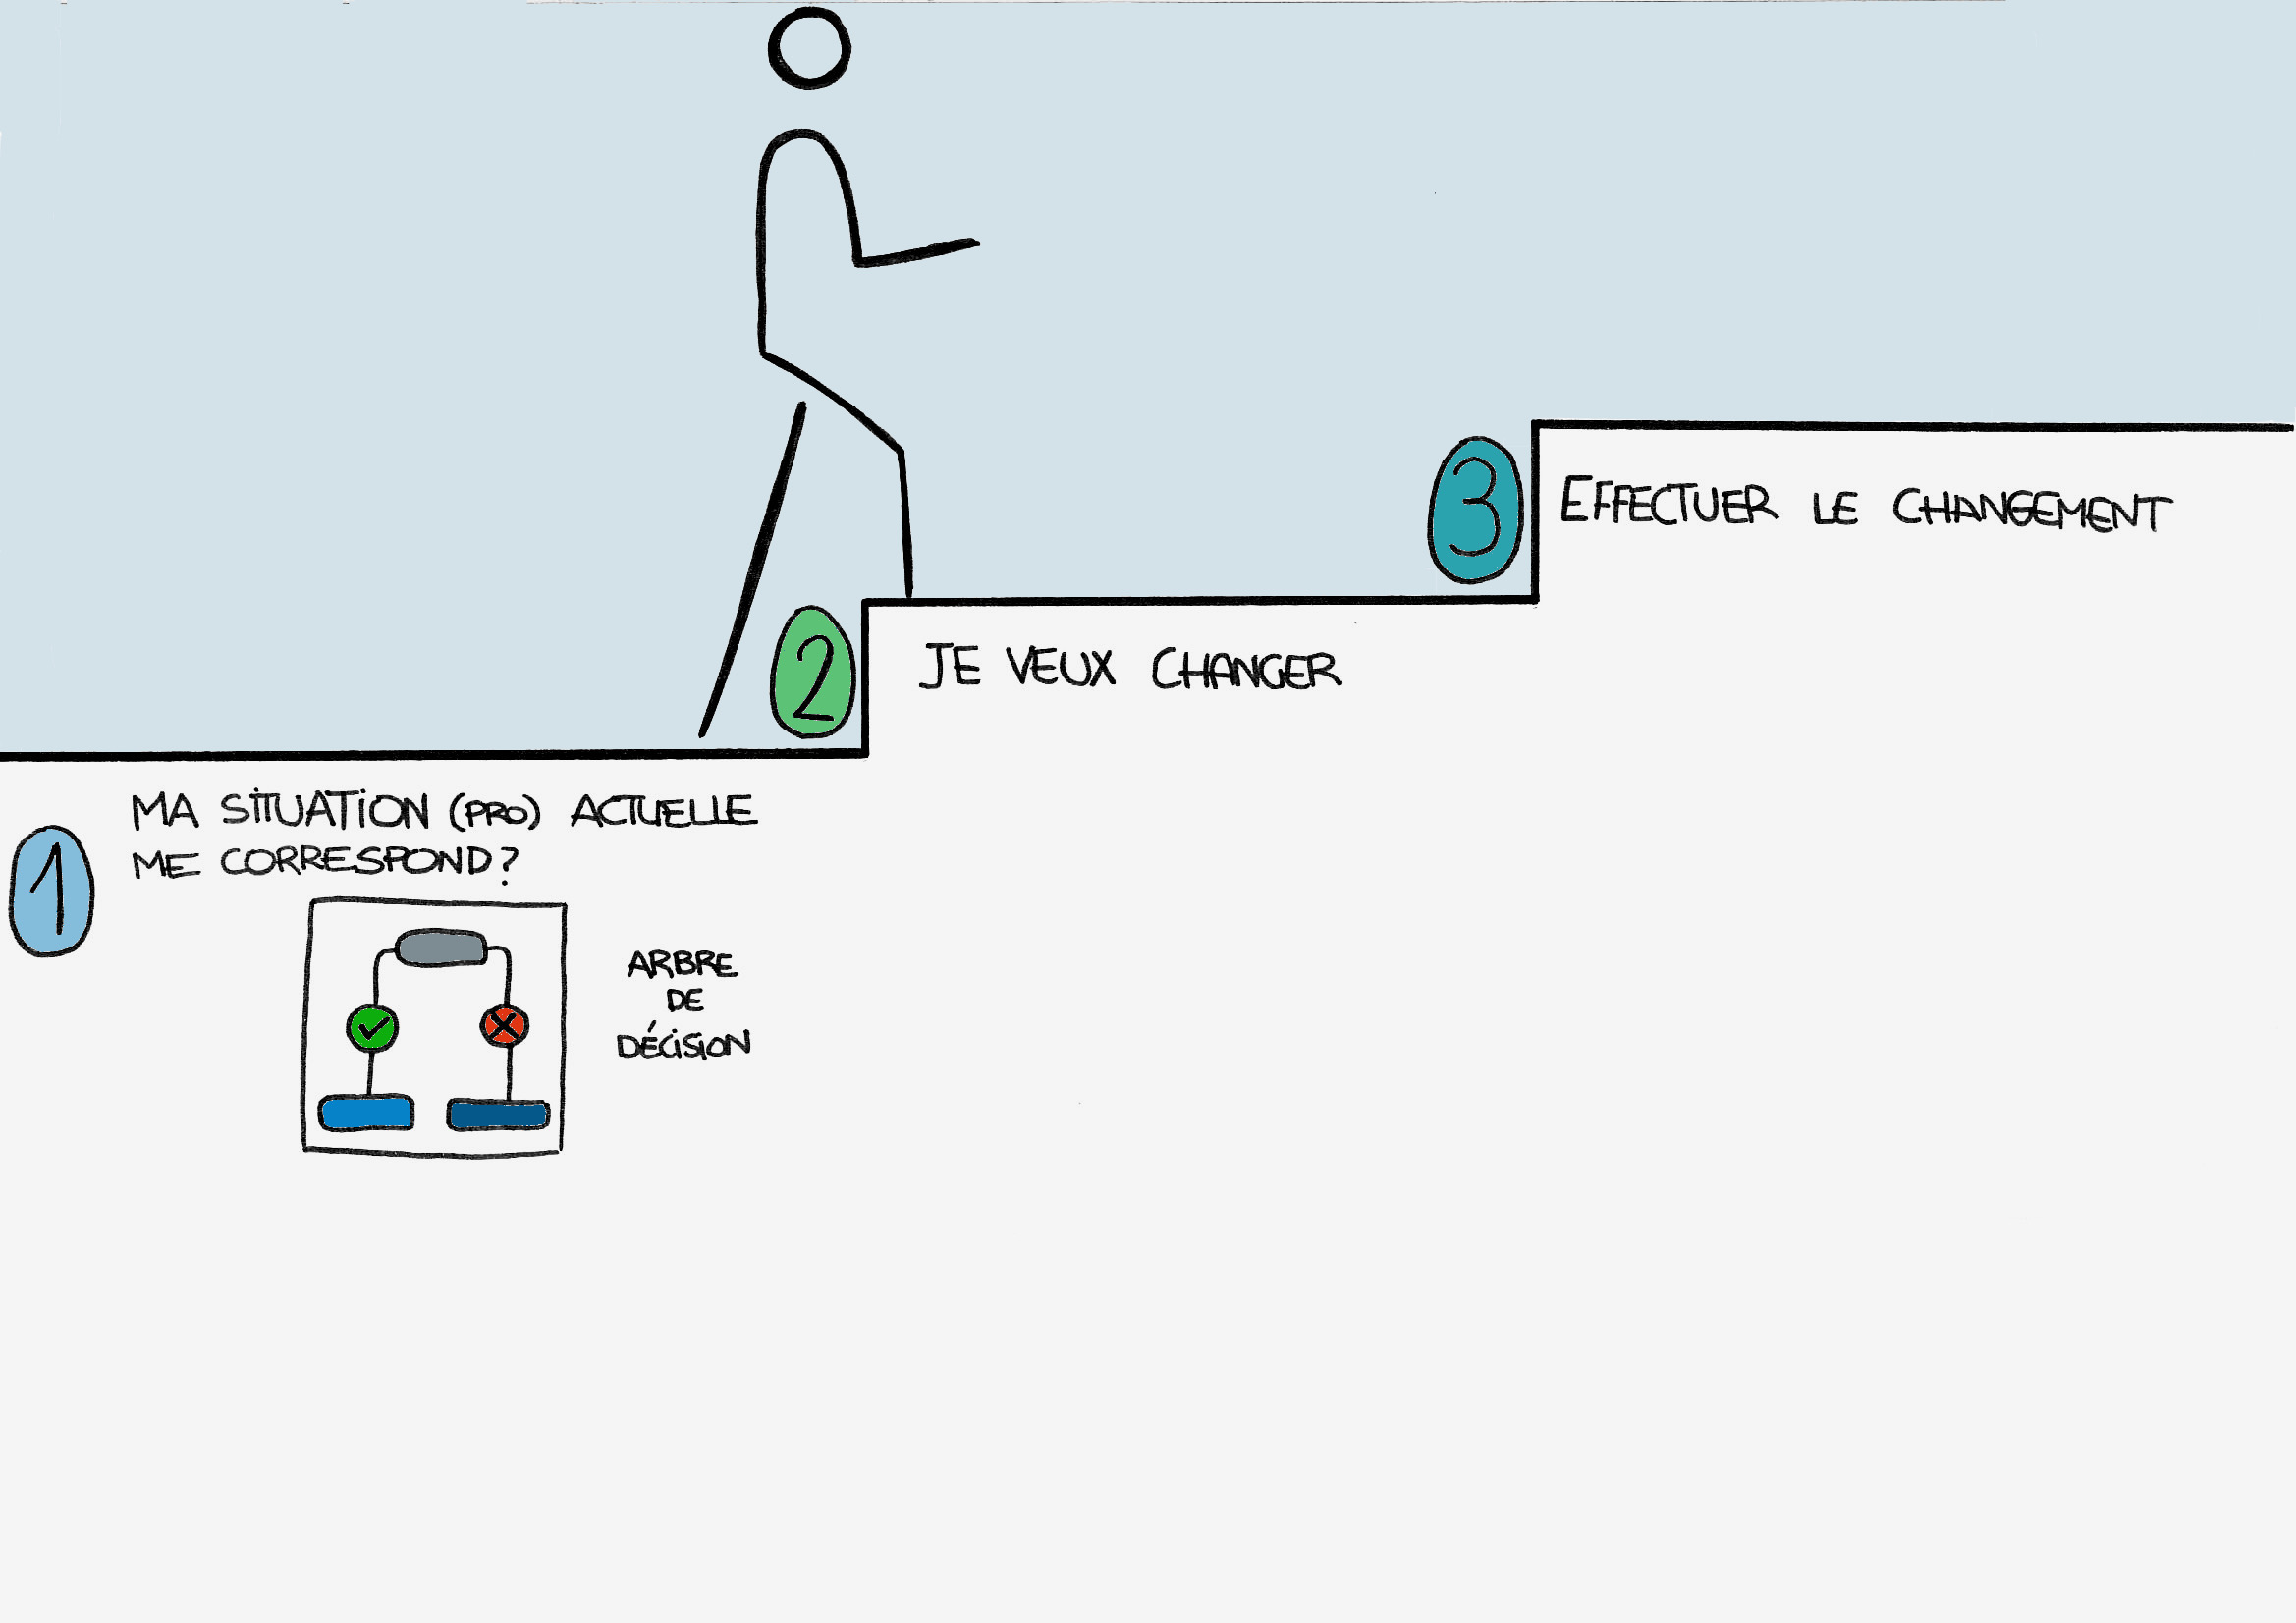 1
MA SITUATION (PRO) ACTUELLE
ME CORRESPOND?
ARBRE
DE
DÉCISION
2
JE VEUX CHANGER
3
EFFECTUER LE CHANGEMENT